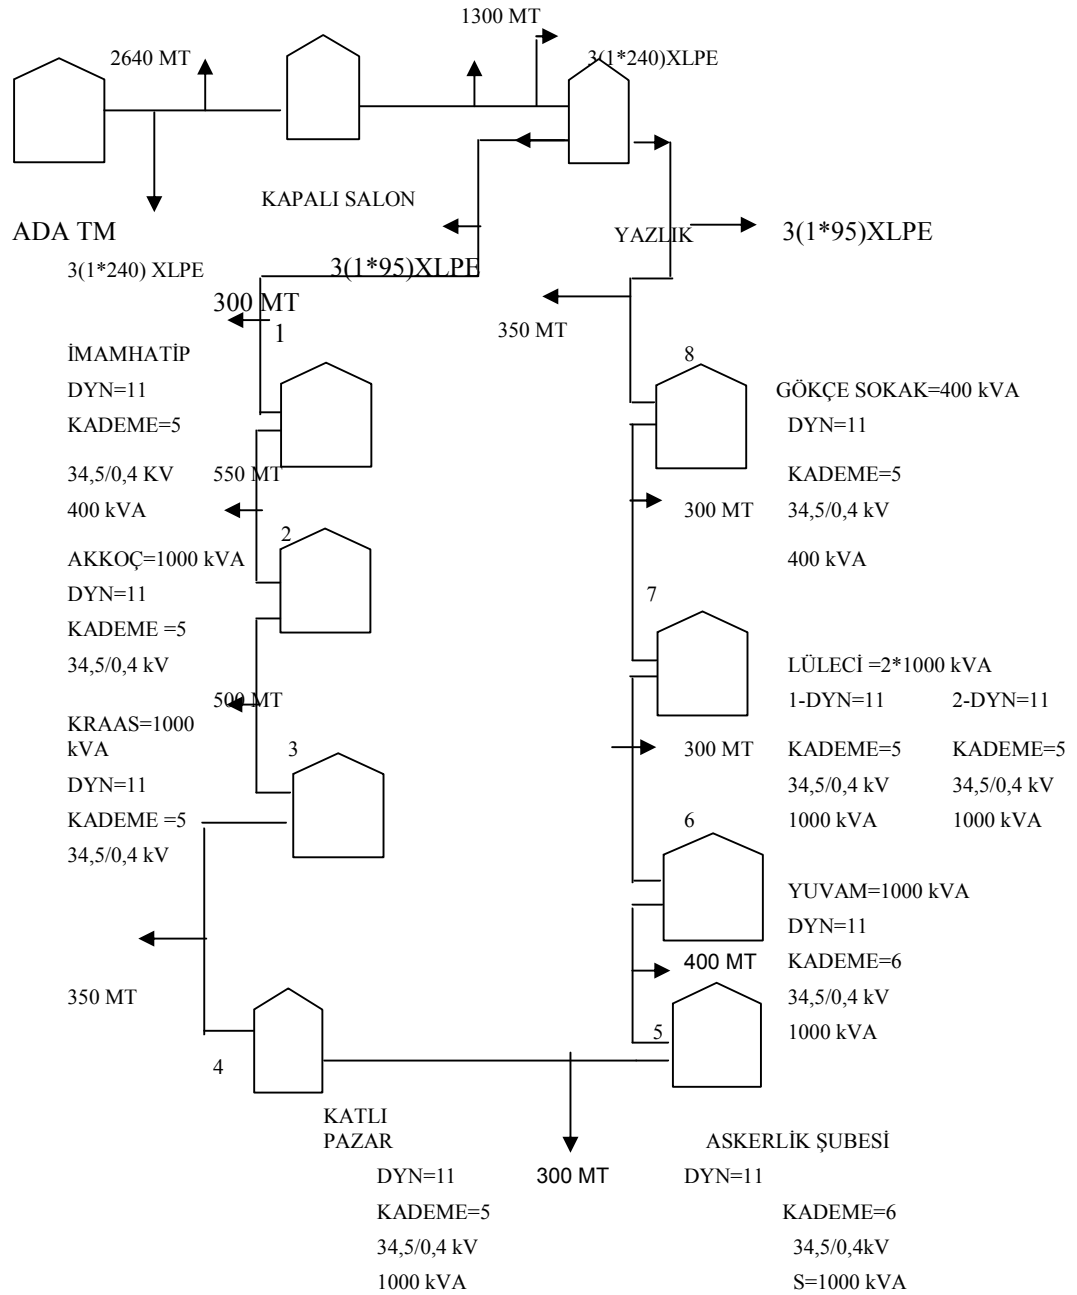 1300 MT
2640 MT
3(1*240)XLPE
KAPALI SALON
ADA TM
YAZLIK
3(1*95)XLPE
3(1*240) XLPE
3(1*95)XLPE
300 MT
350 MT
1
İMAMHATİP
DYN=11
KADEME=5
34,5/0,4 KV
400 kVA
550 MT
2
AKKOÇ=1000 kVA
DYN=11
KADEME =5
34,5/0,4 kV
500 MT
KRAAS=1000
kVA
DYN=11
KADEME =5
34,5/0,4 kV
3
350 MT
4
8
GÖKÇE SOKAK=400 kVA
DYN=11
KADEME=5
34,5/0,4 kV
400 kVA
300 MT
7
LÜLECİ =2*1000 kVA
1-DYN=11 2-DYN=11
KADEME=5 KADEME=5
34,5/0,4 kV 34,5/0,4 kV
1000 kVA 1000 kVA
300 MT
6
YUVAM=1000 kVA
DYN=11
KADEME=6
34,5/0,4 kV
1000 kVA
400 MT
5
KATLI
PAZAR
DYN=11
KADEME=5
34,5/0,4 kV
1000 kVA
300 MT
ASKERLİK ŞUBESİ
DYN=11
KADEME=6
34,5/0,4kV
S=1000 kVA